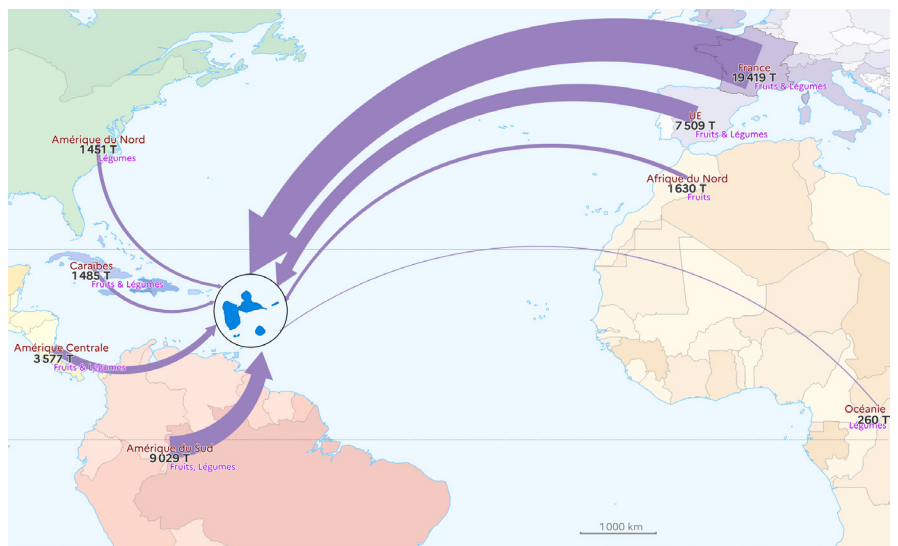 France
19 419 T
Fruits & Légumes
UE
7 509 T
Fruits & Légumes
Amérique du Nord
1 451 T
Légumes
Afrique du Nord
1 630 T
Fruits
Caraïbes
1 485 T
Fruits & Légumes
Amérique Centrale
3 577 T
Fruits & Légumes
Océanie
260 T
Légumes
Amérique du Sud
9 029 T
Fruits, Légumes
1 000 km